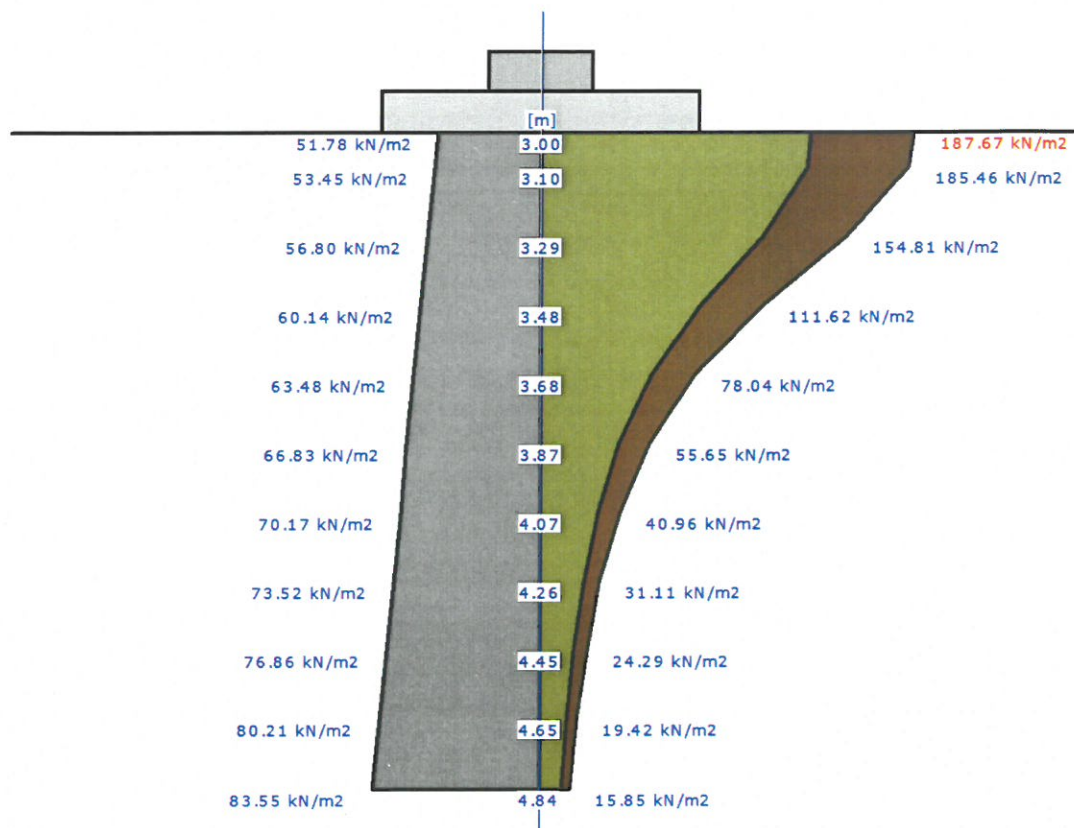 [m]
51.78 kN/m2 3.00 187.67 kN/m2
53.45 kN/m2 3.10 185.46 kN/m2
56.80 kN/m2 3.29 154.81 kN/m2
60.14 kN/m2 3.48 111.62 kN/m2
63.48 kN/m2 3.68 78.04 kN/m2
66.83 kN/m2 3.87 55.65 kN/m2
70.17 kN/m2 4.07 40.96 kN/m2
73.52 kN/m2 4.26 31.11 kN/m2
76.86 kN/m2 4.45 24.29 kN/m2
80.21 kN/m2 4.65 19.42 kN/m2
83.55 kN/m2 4.84 15.85 kN/m2